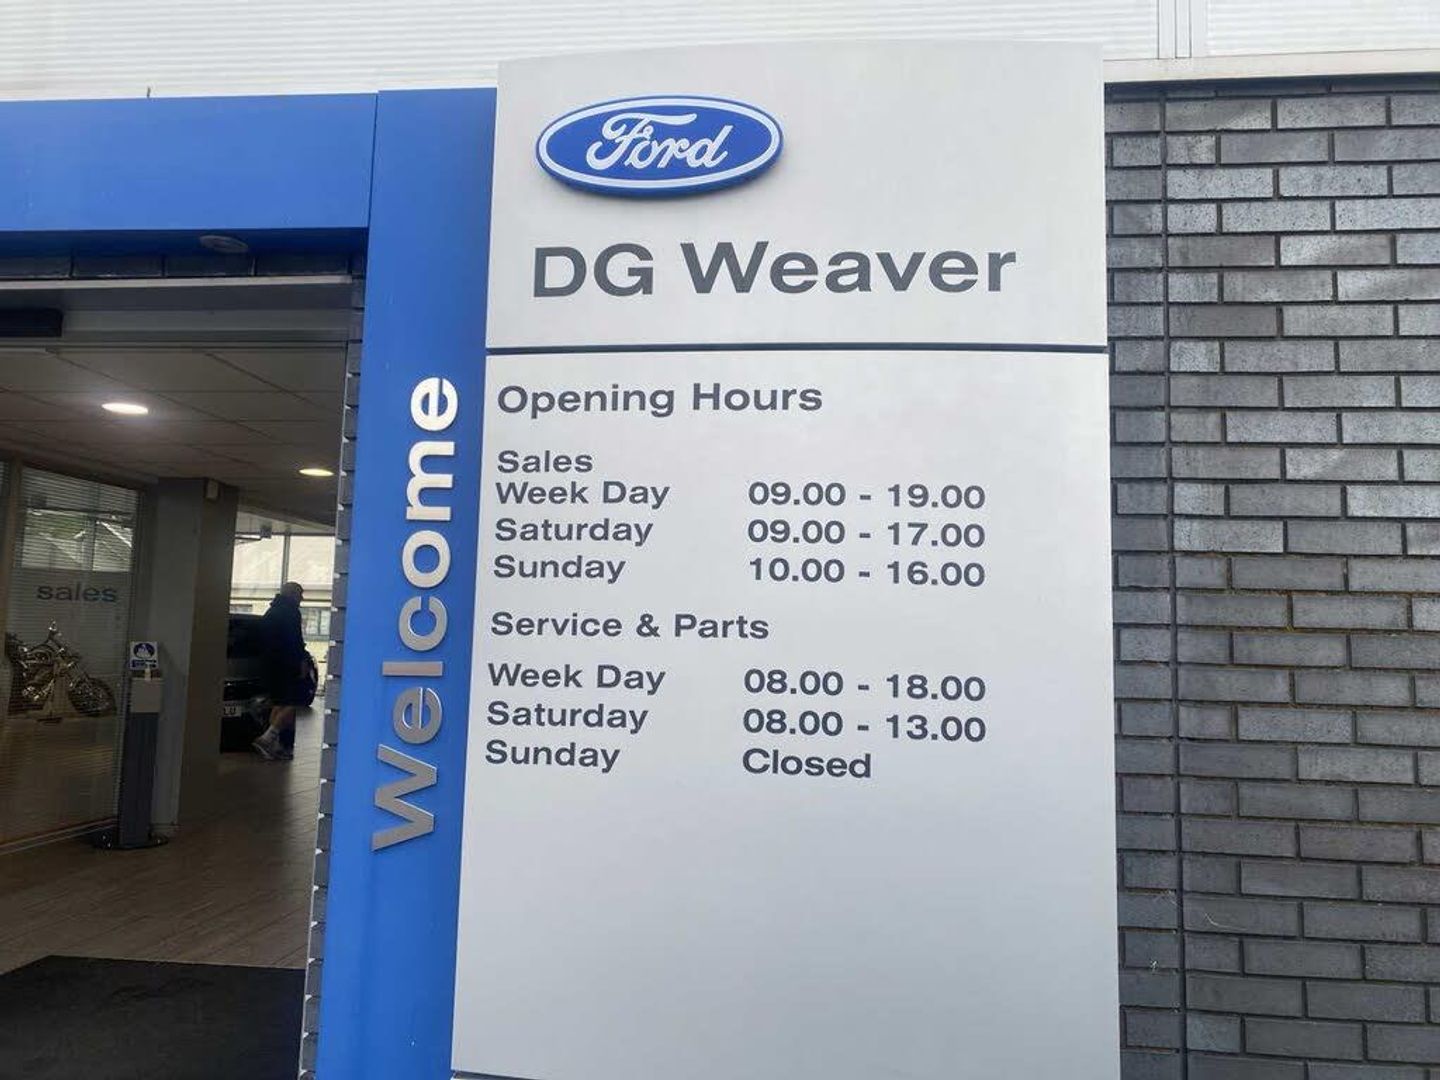 Ford
DG Weaver
Welcome
Opening Hours
Sales
Week Day 09.00 - 19.00
Saturday 09.00 - 17.00
Sunday 10.00 - 16.00
Service & Parts
Week Day 08.00 - 18.00
Saturday 08.00 - 13.00
Sunday Closed
sales